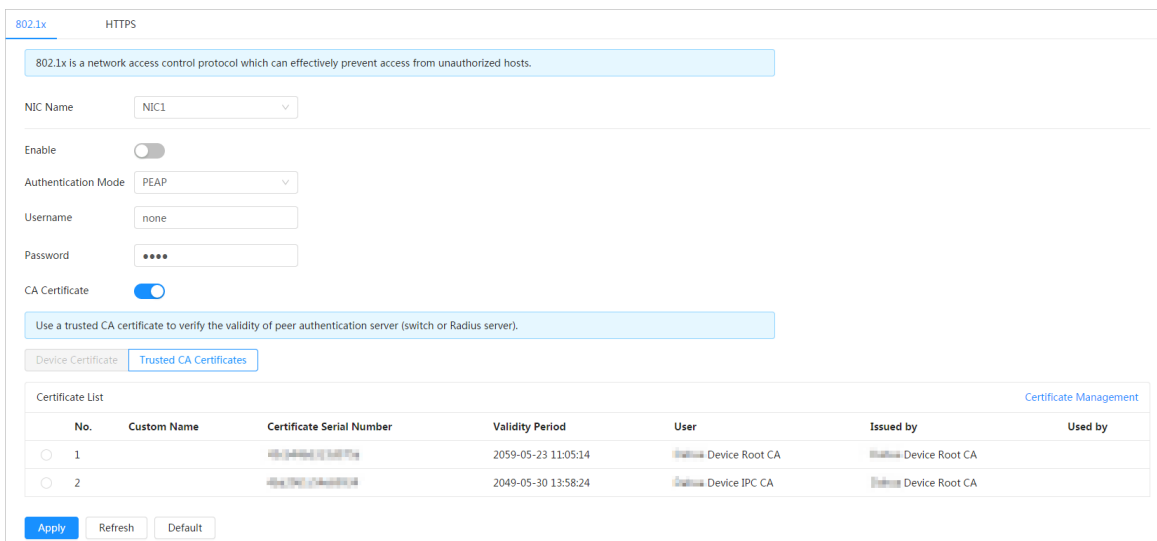 802.1x HTTPS
802.1x is a network access control protocol which can effectively prevent access from unauthorized hosts.
NIC Name NIC1
Enable
Authentication Mode PEAP
Username none
Password ••••
CA Certificate
Use a trusted CA certificate to verify the validity of peer authentication server (switch or Radius server).
Device Certificate Trusted CA Certificates
Certificate List Certificate Management
No. Custom Name Certificate Serial Number Validity Period User Issued by Used by
1 2059-05-23 11:05:14 Device Root CA Device Root CA
2 2049-05-30 13:58:24 Device IPC CA Device Root CA
Apply Refresh Default